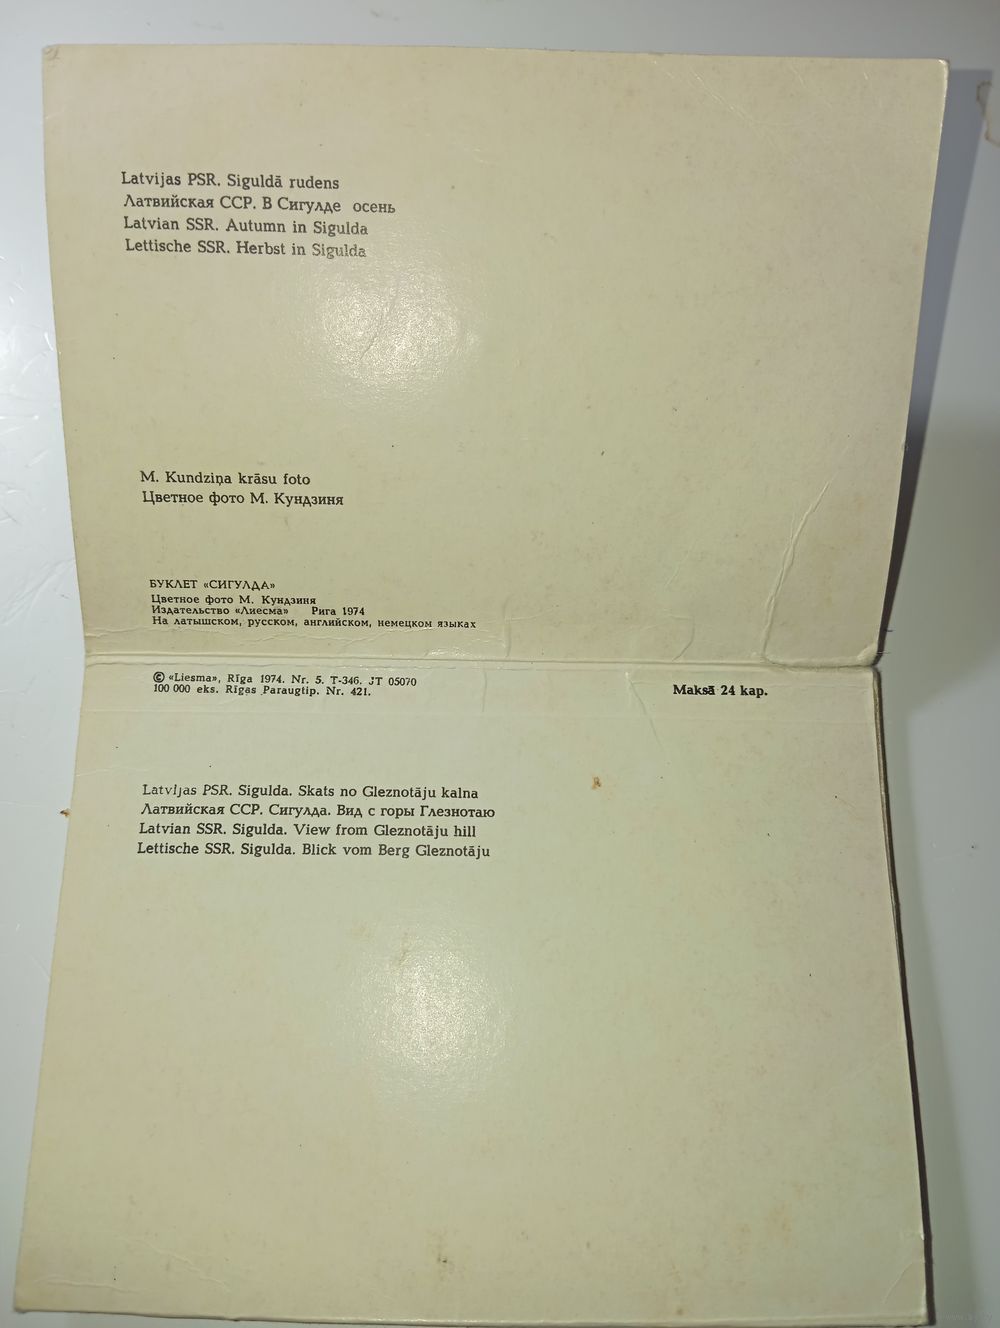 Latvijas PSR. Siguldā rudens
Латвийская ССР. В Сигулде осень
Latvian SSR. Autumn in Sigulda
Lettische SSR. Herbst in Sigulda
M. Kundziņa krāsu foto
Цветное фото М. Кундзиня
БУКЛЕТ «СИГУЛДА»
Цветное фото М. Кундзиня
Издательство «Лиесма» Рига 1974
На латышском, русском, английском, немецком языках
© «Liesma», Rīga 1974. Nr. 5. T-346. JT 05070
100 000 eks. Rīgas Paraugtip. Nr. 421.
Maksā 24 kap.
Latvijas PSR. Sigulda. Skats no Gleznotāju kalna
Латвийская ССР. Сигулда. Вид с горы Глезнотаю
Latvian SSR. Sigulda. View from Gleznotāju hill
Lettische SSR. Sigulda. Blick vom Berg Gleznotāju